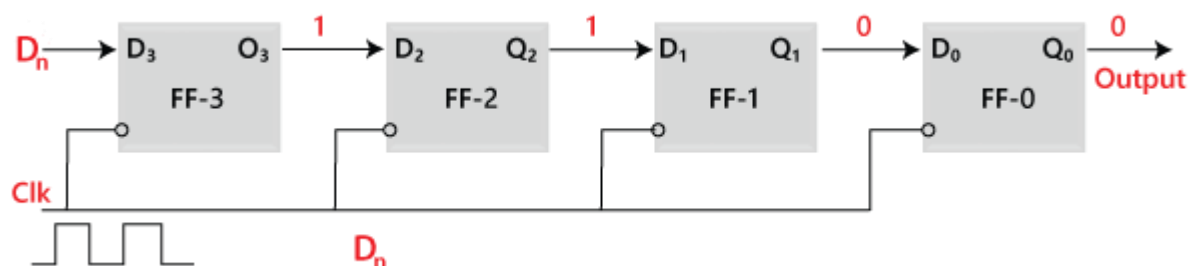 1 1 0 0
Dₙ D₃ O₃ D₂ Q₂ D₁ Q₁ D₀ Q₀
Output
FF-3 FF-2 FF-1 FF-0
Clk
Dₙ